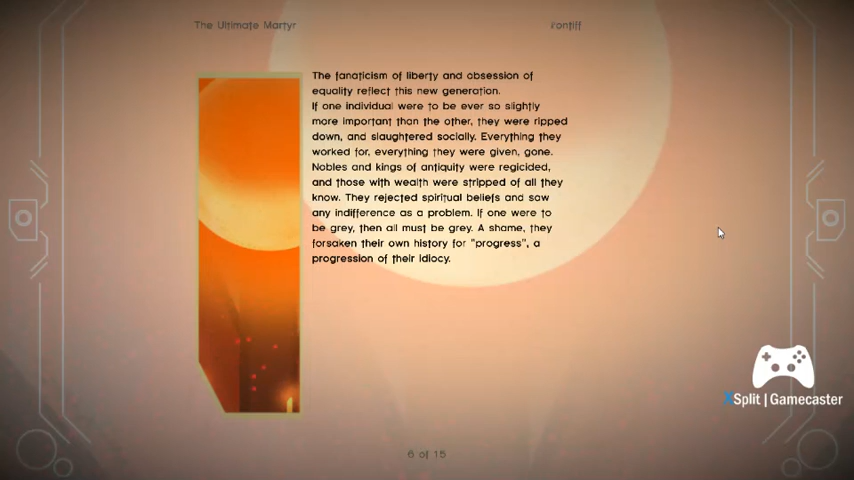 The Ultimate Martyr
Pontiff
The fanaticism of liberty and obsession of
equality reflect this new generation.
If one individual were to be ever so slightly
more important than the other, they were ripped
down, and slaughtered socially. Everything they
worked for, everything they were given, gone.
Nobles and kings of antiquity were regicided,
and those with wealth were stripped of all they
know. They rejected spiritual beliefs and saw
any indifference as a problem. If one were to
be grey, then all must be grey. A shame, they
forsaken their own history for "progress", a
progression of their idiocy.
XSplit | Gamecaster
6 of 15